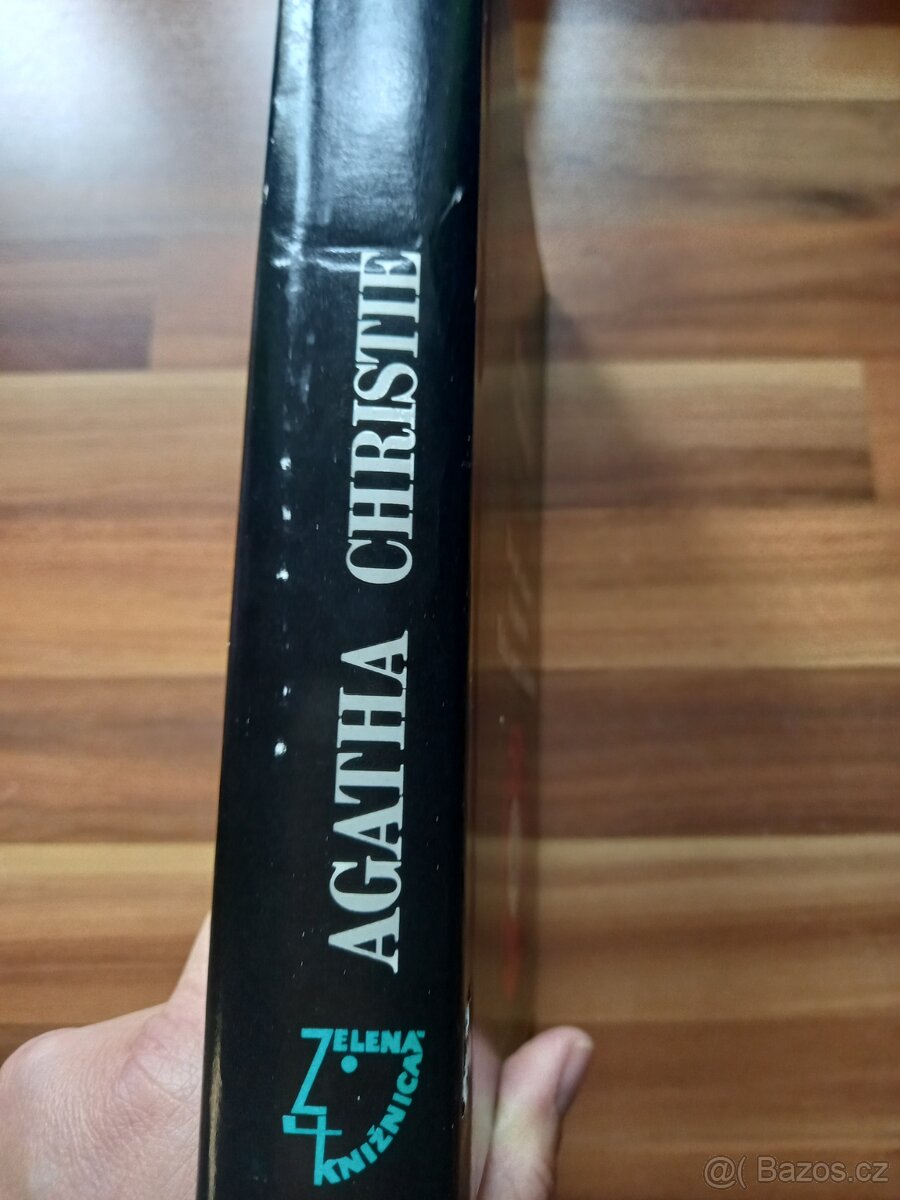 AGATHA CHRISTIE
ZELENÁ
KNIŽNICA
@( Bazos.cz